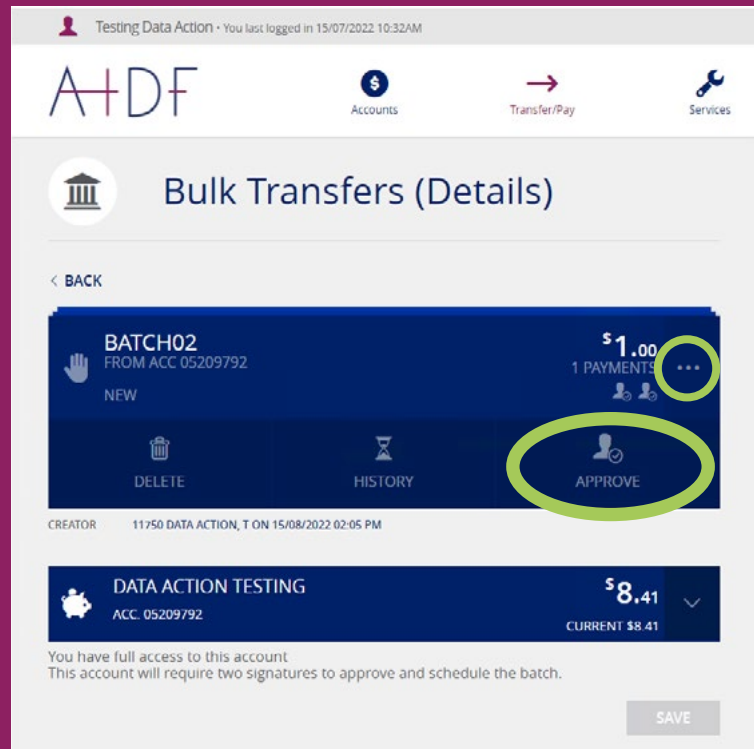 Testing Data Action • You last logged in 15/07/2022 10:32AM
A+DF
Accounts
Transfer/Pay
Services
Bulk Transfers (Details)
< BACK
BATCH02
FROM ACC 05209792
NEW
$1.00
1 PAYMENTS
DELETE
HISTORY
APPROVE
CREATOR 11750 DATA ACTION, T ON 15/08/2022 02:05 PM
DATA ACTION TESTING
ACC. 05209792
$8.41
CURRENT $8.41
You have full access to this account
This account will require two signatures to approve and schedule the batch.
SAVE